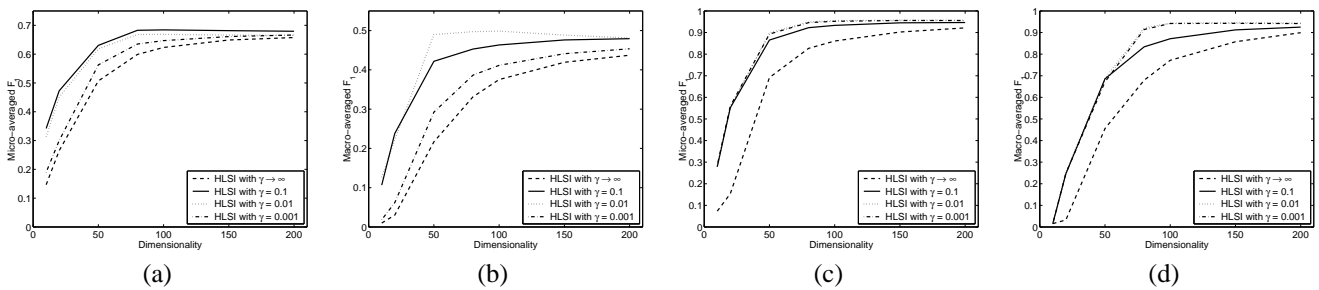 0.7
0.6
0.5
0.4
0.3
0.2
0.1
0
Micro−averaged F1
0 50 100 150 200
Dimensionality
HLSI with γ → ∞
HLSI with γ = 0.1
HLSI with γ = 0.01
HLSI with γ = 0.001
(a)
0.5
0.4
0.3
0.2
0.1
0
Macro−averaged F1
0 50 100 150 200
Dimensionality
HLSI with γ → ∞
HLSI with γ = 0.1
HLSI with γ = 0.01
HLSI with γ = 0.001
(b)
1
0.9
0.8
0.7
0.6
0.5
0.4
0.3
0.2
0.1
0
Micro−averaged F1
0 50 100 150 200
Dimensionality
HLSI with γ → ∞
HLSI with γ = 0.1
HLSI with γ = 0.01
HLSI with γ = 0.001
(c)
1
0.9
0.8
0.7
0.6
0.5
0.4
0.3
0.2
0.1
0
Macro−averaged F1
0 50 100 150 200
Dimensionality
HLSI with γ → ∞
HLSI with γ = 0.1
HLSI with γ = 0.01
HLSI with γ = 0.001
(d)